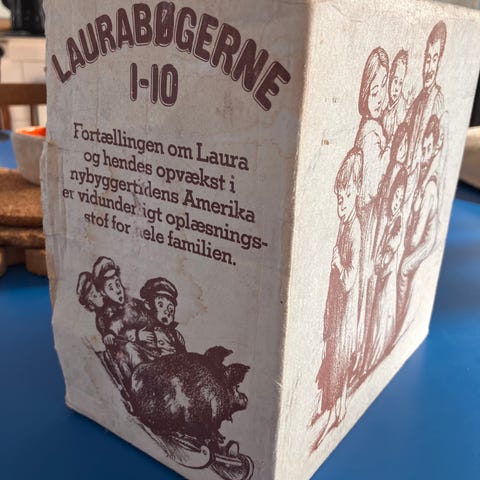 LAURABØGERNE
1-10
Fortællingen om Laura
og hendes opvækst i
nybyggertidens Amerika
er vidunderligt oplæsnings-
stof for hele familien.